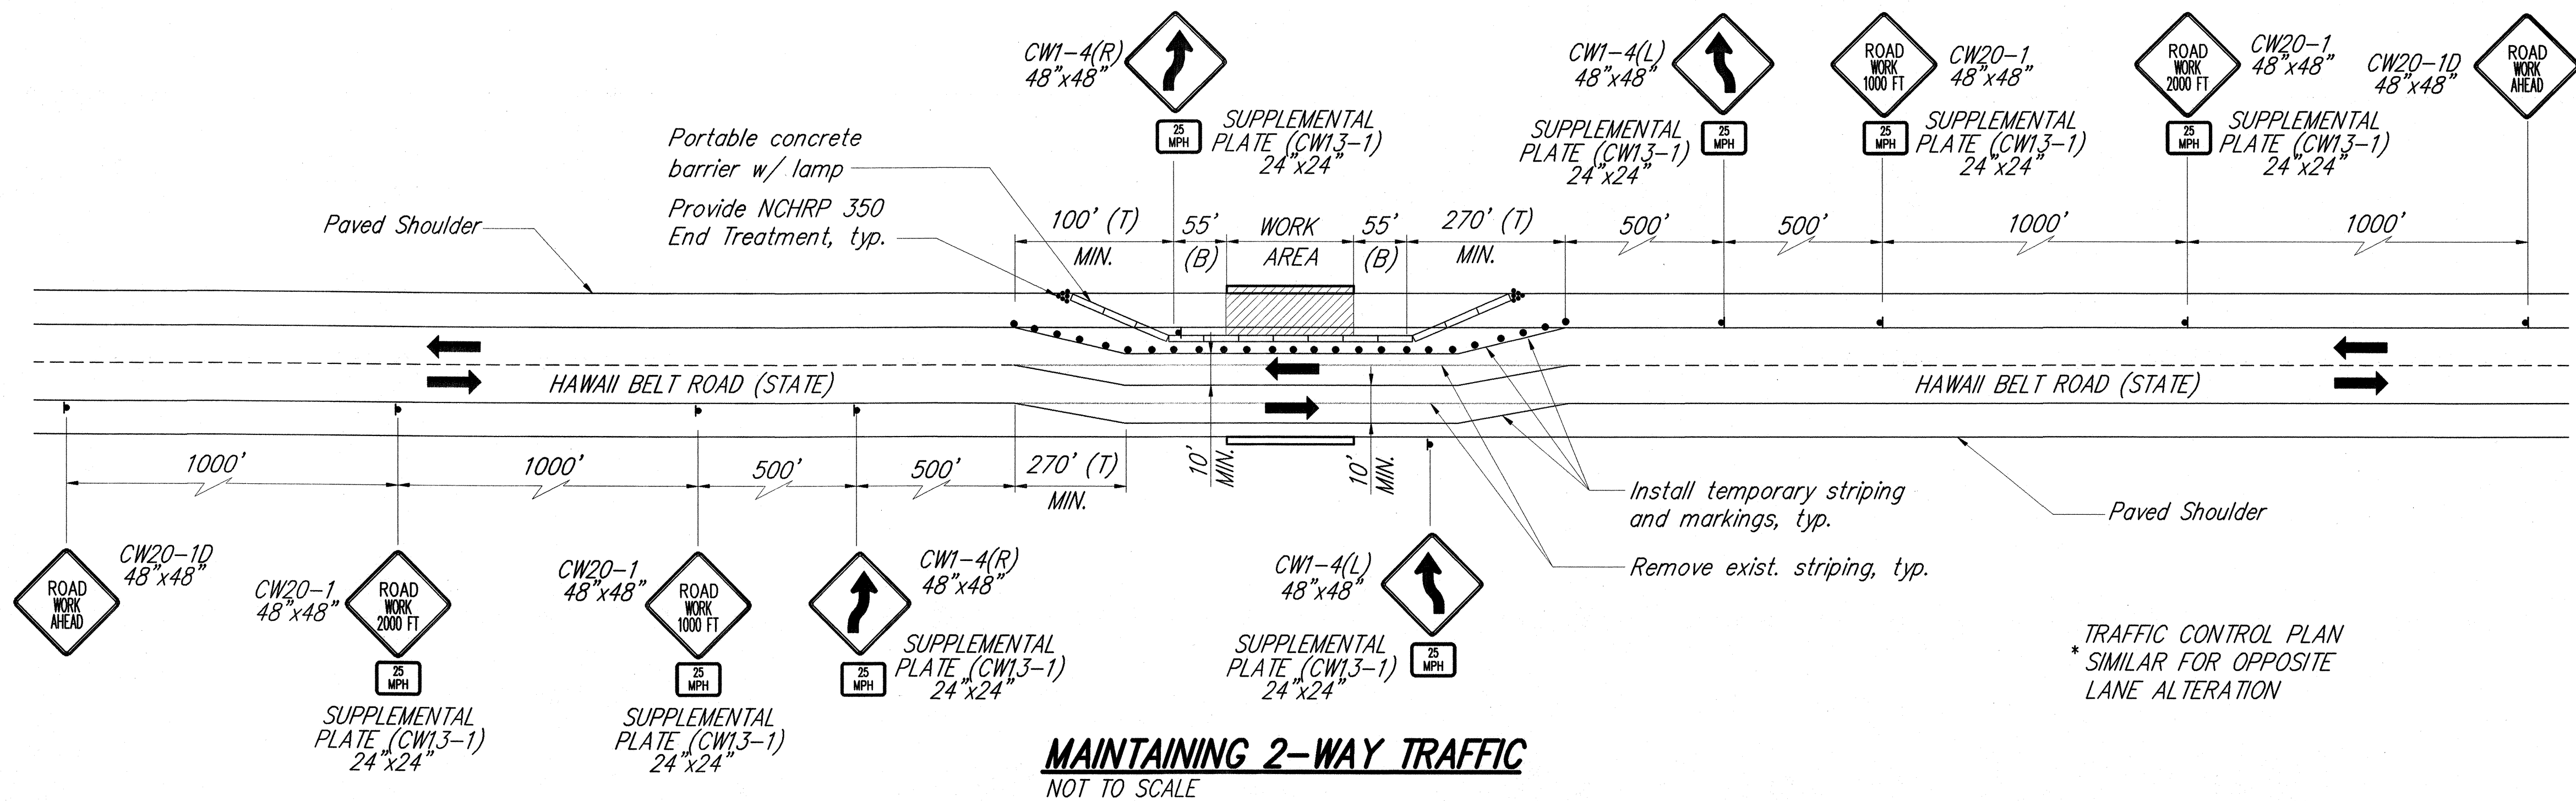 CW1-4(R)
48"x48"
CW1-4(L)
48"x48"
ROAD
WORK
1000 FT
CW20-1
48"x48"
ROAD
WORK
2000 FT
CW20-1
48"x48"
CW20-1D
48"x48"
ROAD
WORK
AHEAD
25
MPH
SUPPLEMENTAL
PLATE (CW13-1)
24"x24"
SUPPLEMENTAL
PLATE (CW13-1)
24"x24"
25
MPH
25
MPH
SUPPLEMENTAL
PLATE (CW13-1)
24"x24"
25
MPH
SUPPLEMENTAL
PLATE (CW13-1)
24"x24"
Portable concrete
barrier w/ lamp
Provide NCHRP 350
End Treatment, typ.
Paved Shoulder
100' (T)
MIN.
55'
(B)
WORK
AREA
55'
(B)
270' (T)
MIN.
500'
500'
1000'
1000'
HAWAII BELT ROAD (STATE)
HAWAII BELT ROAD (STATE)
1000'
1000'
500'
500'
270' (T)
MIN.
10'
MIN.
10'
MIN.
Install temporary striping
and markings, typ.
Paved Shoulder
Remove exist. striping, typ.
ROAD
WORK
AHEAD
CW20-1D
48"x48"
CW20-1
48"x48"
ROAD
WORK
2000 FT
CW20-1
48"x48"
ROAD
WORK
1000 FT
CW1-4(R)
48"x48"
CW1-4(L)
48"x48"
25
MPH
SUPPLEMENTAL
PLATE (CW13-1)
24"x24"
25
MPH
SUPPLEMENTAL
PLATE (CW13-1)
24"x24"
25
MPH
SUPPLEMENTAL
PLATE (CW13-1)
24"x24"
SUPPLEMENTAL
PLATE (CW13-1)
24"x24"
25
MPH
TRAFFIC CONTROL PLAN
* SIMILAR FOR OPPOSITE
LANE ALTERATION
MAINTAINING 2-WAY TRAFFIC
NOT TO SCALE